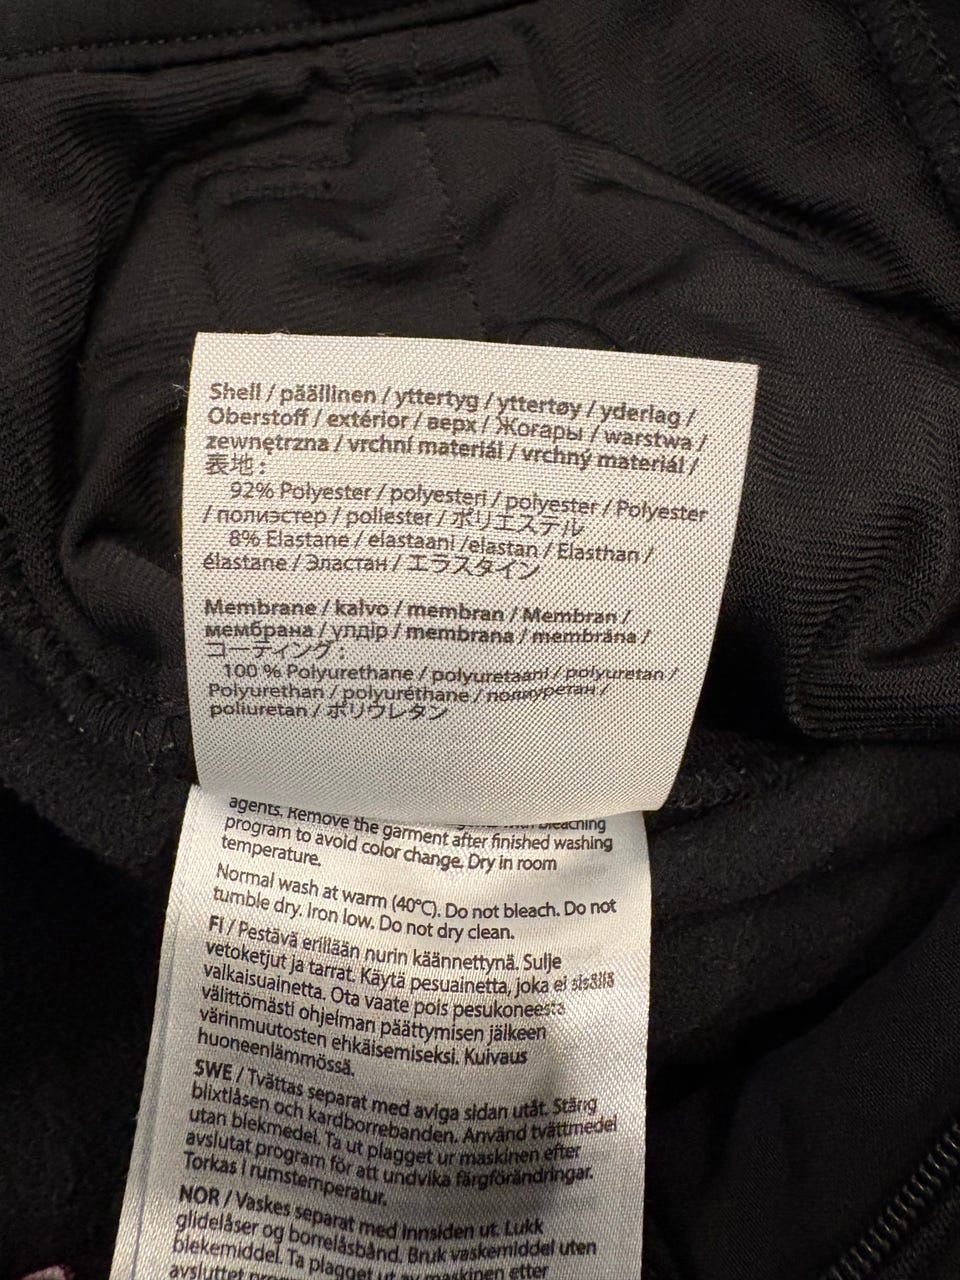 Shell / päällinen / yttertyg / yttertøy / yderlag /
Oberstoff / extérior / верх / Жоғарғы / warstwa /
zewnętrzna / vrchní materiál / vrchný materiál /
表地 :
92% Polyester / polyesteri / polyester / Polyester
/ полиэстер / poliester / ポリエステル
8% Elastane / elastaani /elastan / Elasthan /
élastane / Эластан / エラスタイン
Membrane / kalvo / membran / Membran /
мембрана / үлдір / membrana / membrána /
コーティング :
100 % Polyurethane / polyuretaani / polyuretan /
Polyurethan / polyuréthane / полиуретан /
poliuretan / ポリウレタン
agents. Remove the garment after finished washing
program to avoid color change. Dry in room
temperature.
Normal wash at warm (40°C). Do not bleach. Do not
tumble dry. Iron low. Do not dry clean.
FI / Pestävä erillään nurin käännettynä. Sulje
vetoketjut ja tarrat. Käytä pesuainetta, joka ei sisällä
valkaisuainetta. Ota vaate pois pesukoneesta
välittömästi ohjelman päättymisen jälkeen
värinmuutosten ehkäisemiseksi. Kuivaus
huoneenlämmössä.
SWE / Tvättas separat med aviga sidan utåt. Stäng
blixtlåsen och kardborrebanden. Använd tvättmedel
utan blekmedel. Ta ut plagget ur maskinen efter
avslutat program för att undvika färgförändringar.
Torkas i rumstemperatur.
NOR / Vaskes separat med innsiden ut. Lukk
glidelåser og borrelåsbånd. Bruk vaskemiddel uten
blekemiddel. Ta plagget ut av maskinen etter
avsluttet